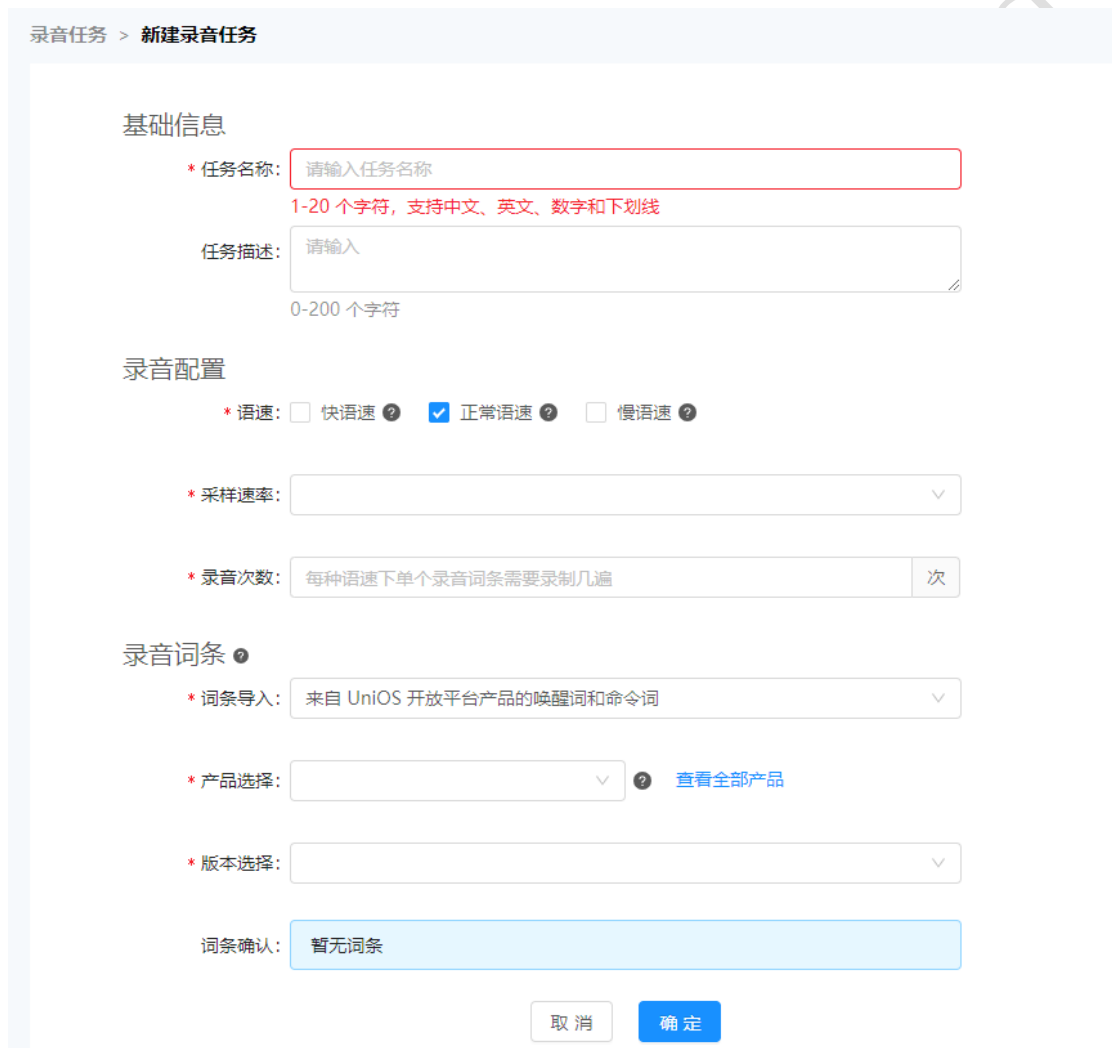 录音任务 > 新建录音任务
基础信息
* 任务名称: 请输入任务名称
1-20 个字符，支持中文、英文、数字和下划线
任务描述: 请输入
0-200 个字符
录音配置
* 语速: 快语速 ? 正常语速 ? 慢语速 ?
* 采样速率:
* 录音次数: 每种语速下单个录音词条需要录制几遍 次
录音词条 ?
* 词条导入: 来自 UniOS 开放平台产品的唤醒词和命令词
* 产品选择: ? 查看全部产品
* 版本选择:
词条确认: 暂无词条
取 消 确 定